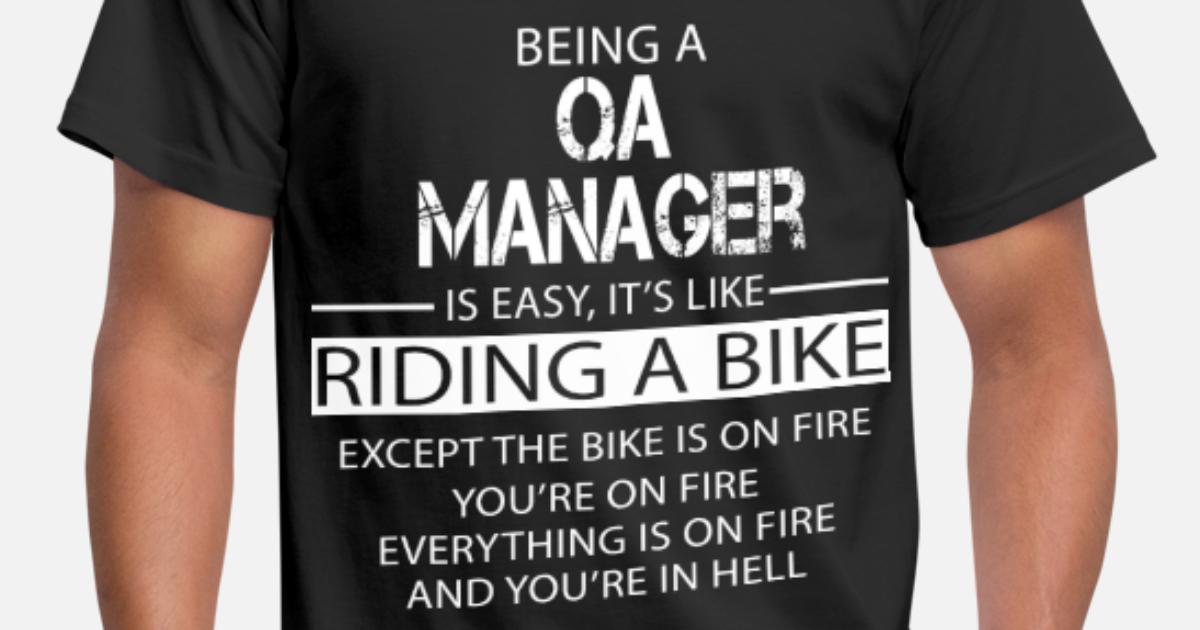 BEING A
QA
MANAGER
IS EASY, IT'S LIKE
RIDING A BIKE
EXCEPT THE BIKE IS ON FIRE
YOU'RE ON FIRE
EVERYTHING IS ON FIRE
AND YOU'RE IN HELL